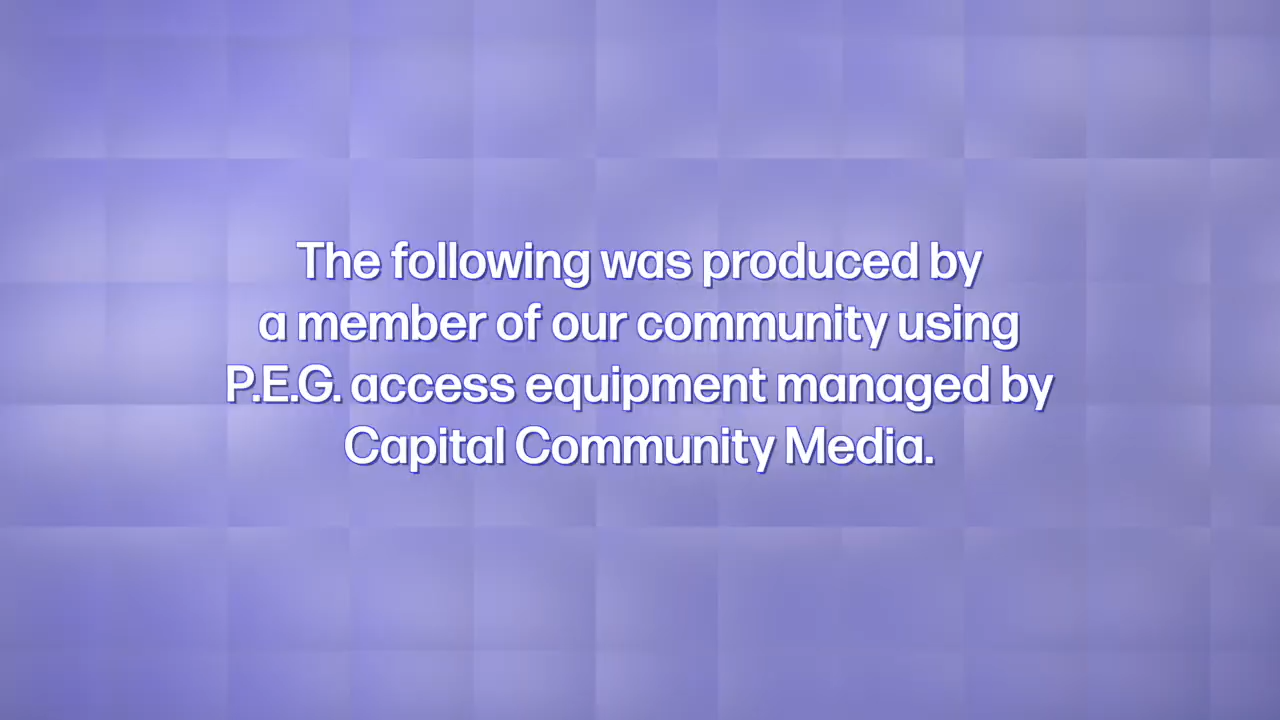 The following was produced by
a member of our community using
P.E.G. access equipment managed by
Capital Community Media.